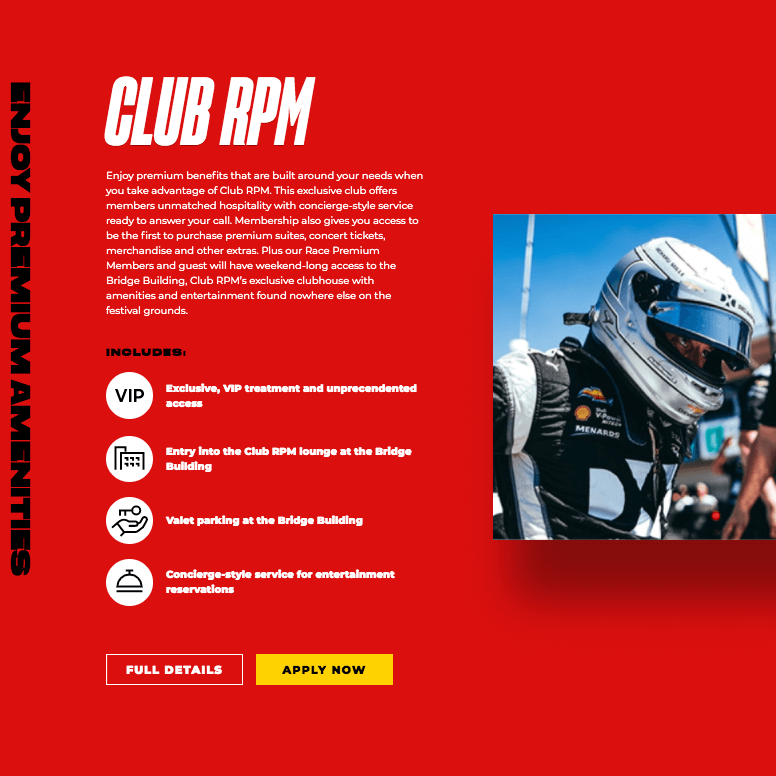 ENJOY PREMIUM AMENITIES
CLUB RPM
Enjoy premium benefits that are built around your needs when
you take advantage of Club RPM. This exclusive club offers
members unmatched hospitality with concierge-style service
ready to answer your call. Membership also gives you access to
be the first to purchase premium suites, concert tickets,
merchandise and other extras. Plus our Race Premium
Members and guest will have weekend-long access to the
Bridge Building, Club RPM's exclusive clubhouse with
amenities and entertainment found nowhere else on the
festival grounds.
INCLUDES:
VIP
Exclusive, VIP treatment and unprecendented
access
Entry into the Club RPM lounge at the Bridge
Building
Valet parking at the Bridge Building
Concierge-style service for entertainment
reservations
FULL DETAILS
APPLY NOW
RICHARD MILLE
Shell
V-Power
NITRO+
MENARDS